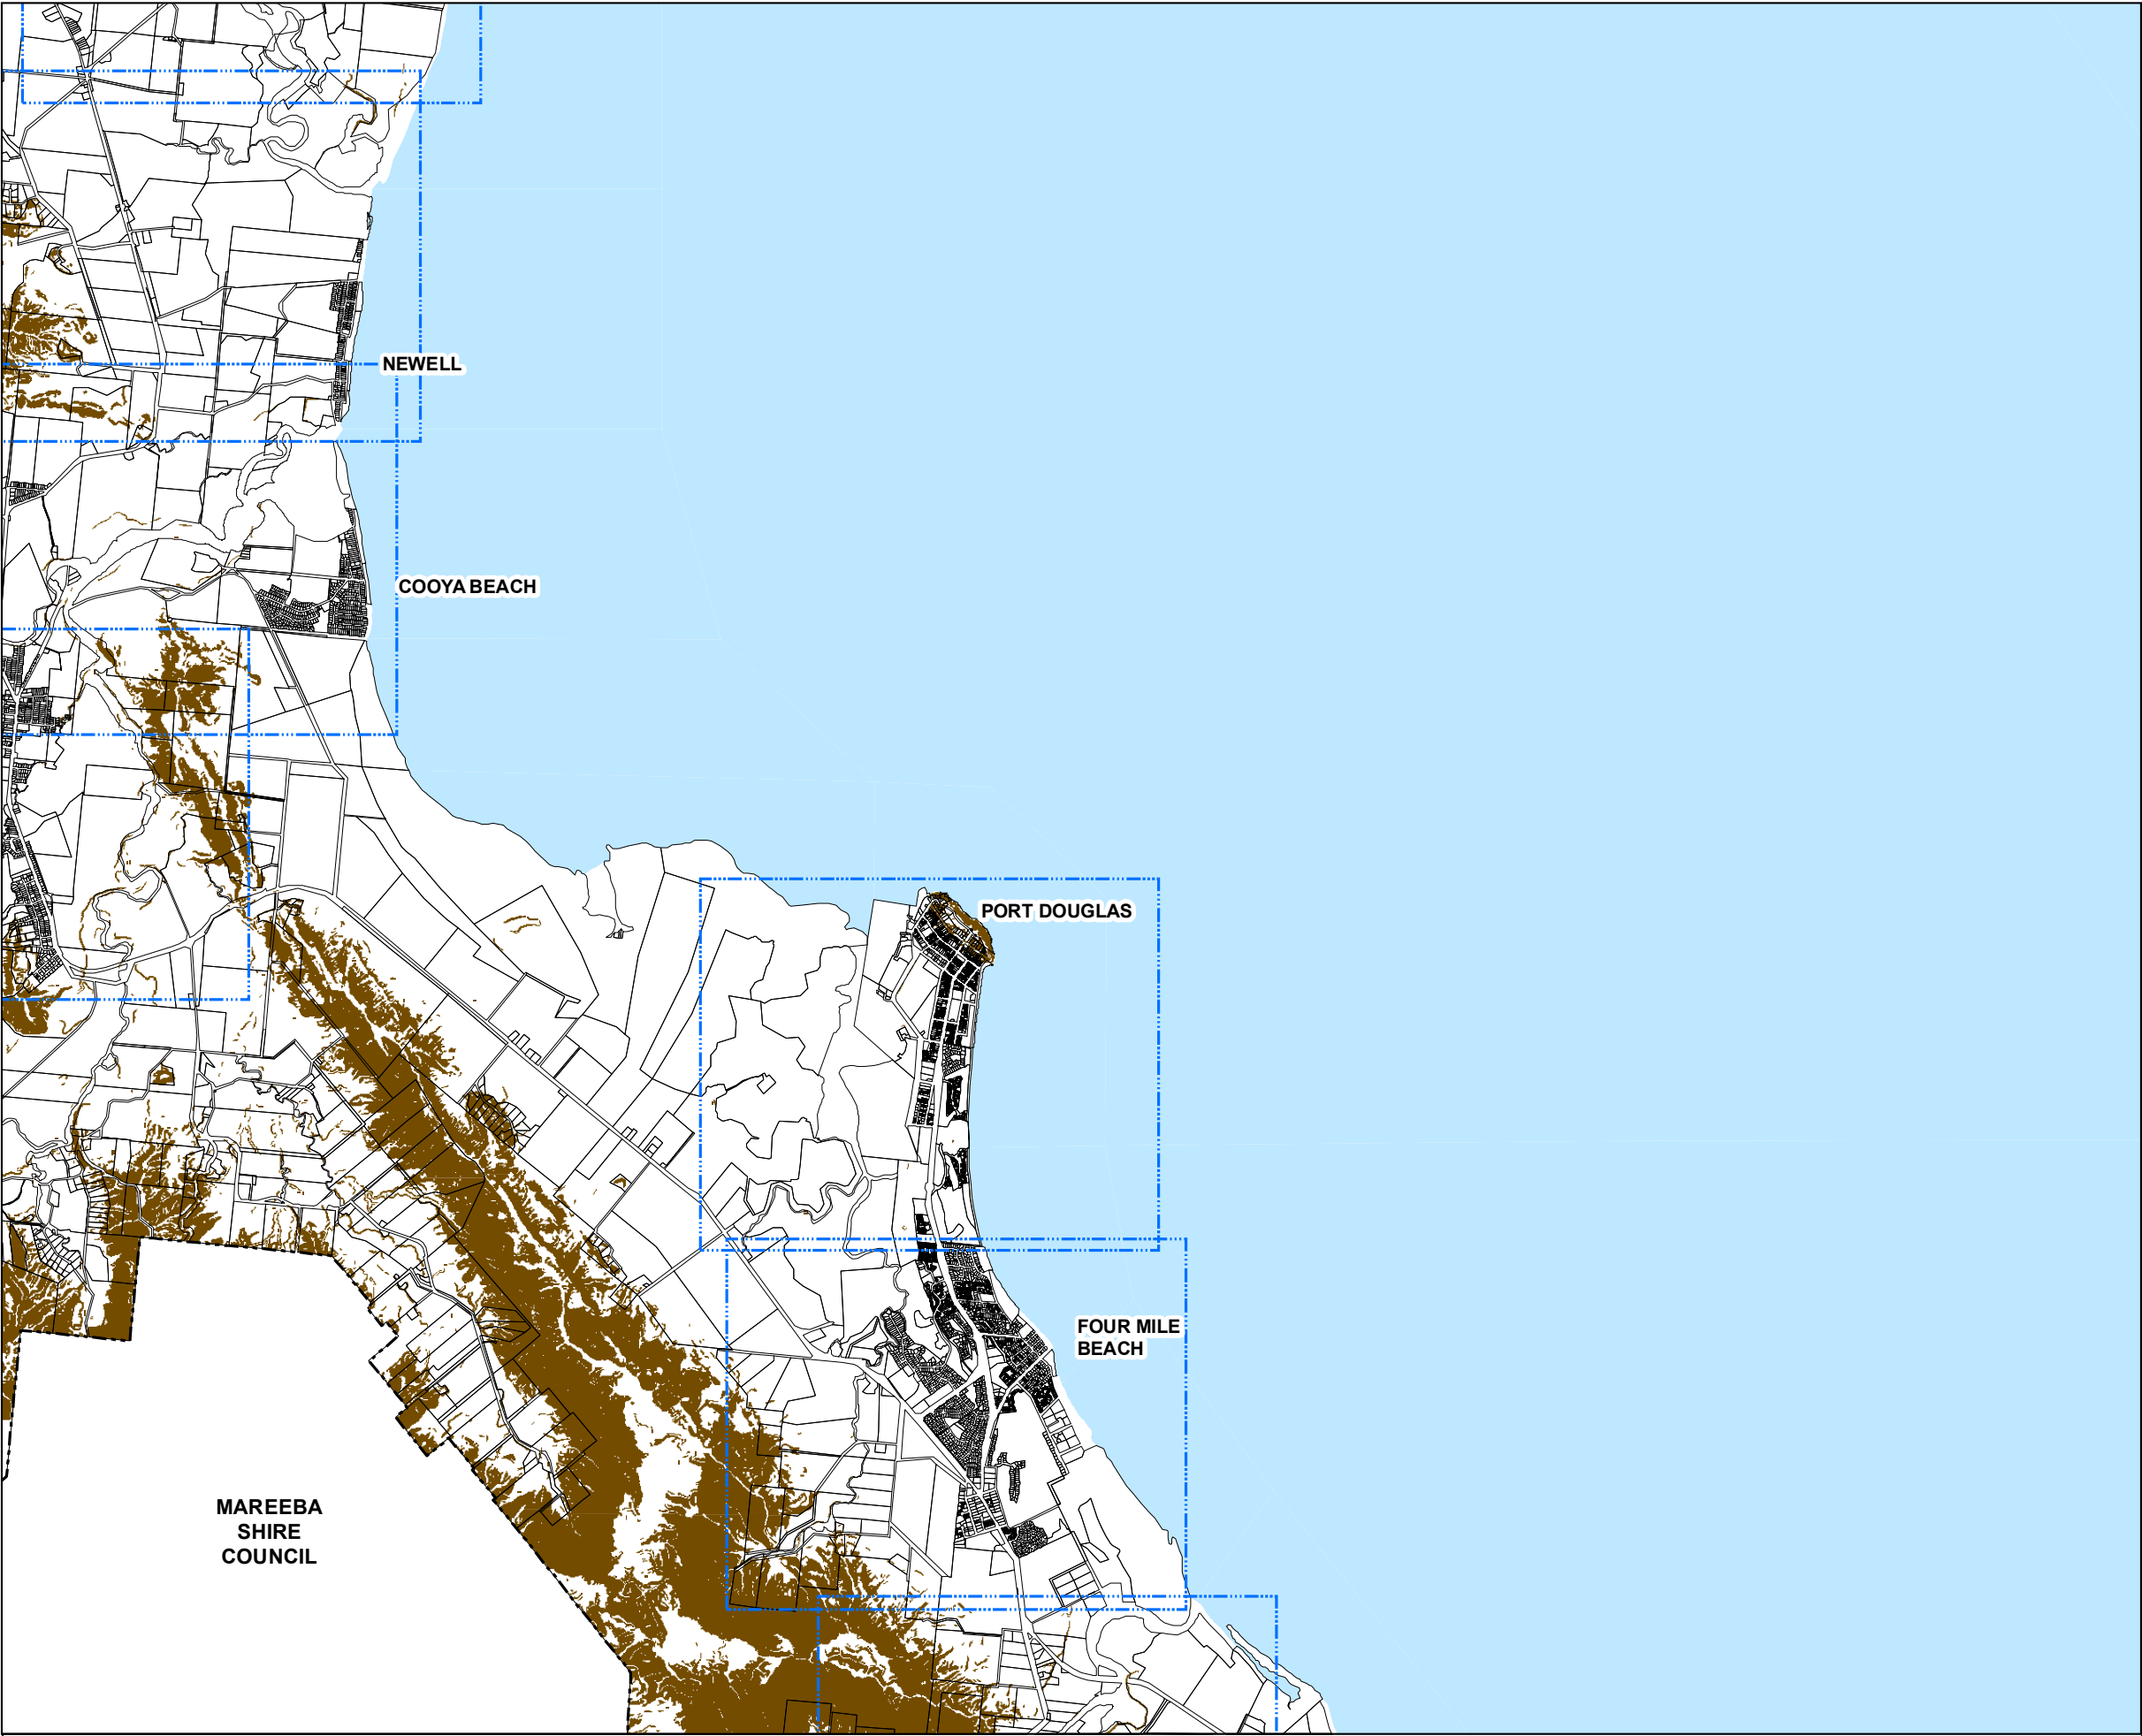 NEWELL
COOYA BEACH
PORT DOUGLAS
FOUR MILE
BEACH
MAREEBA
SHIRE
COUNCIL